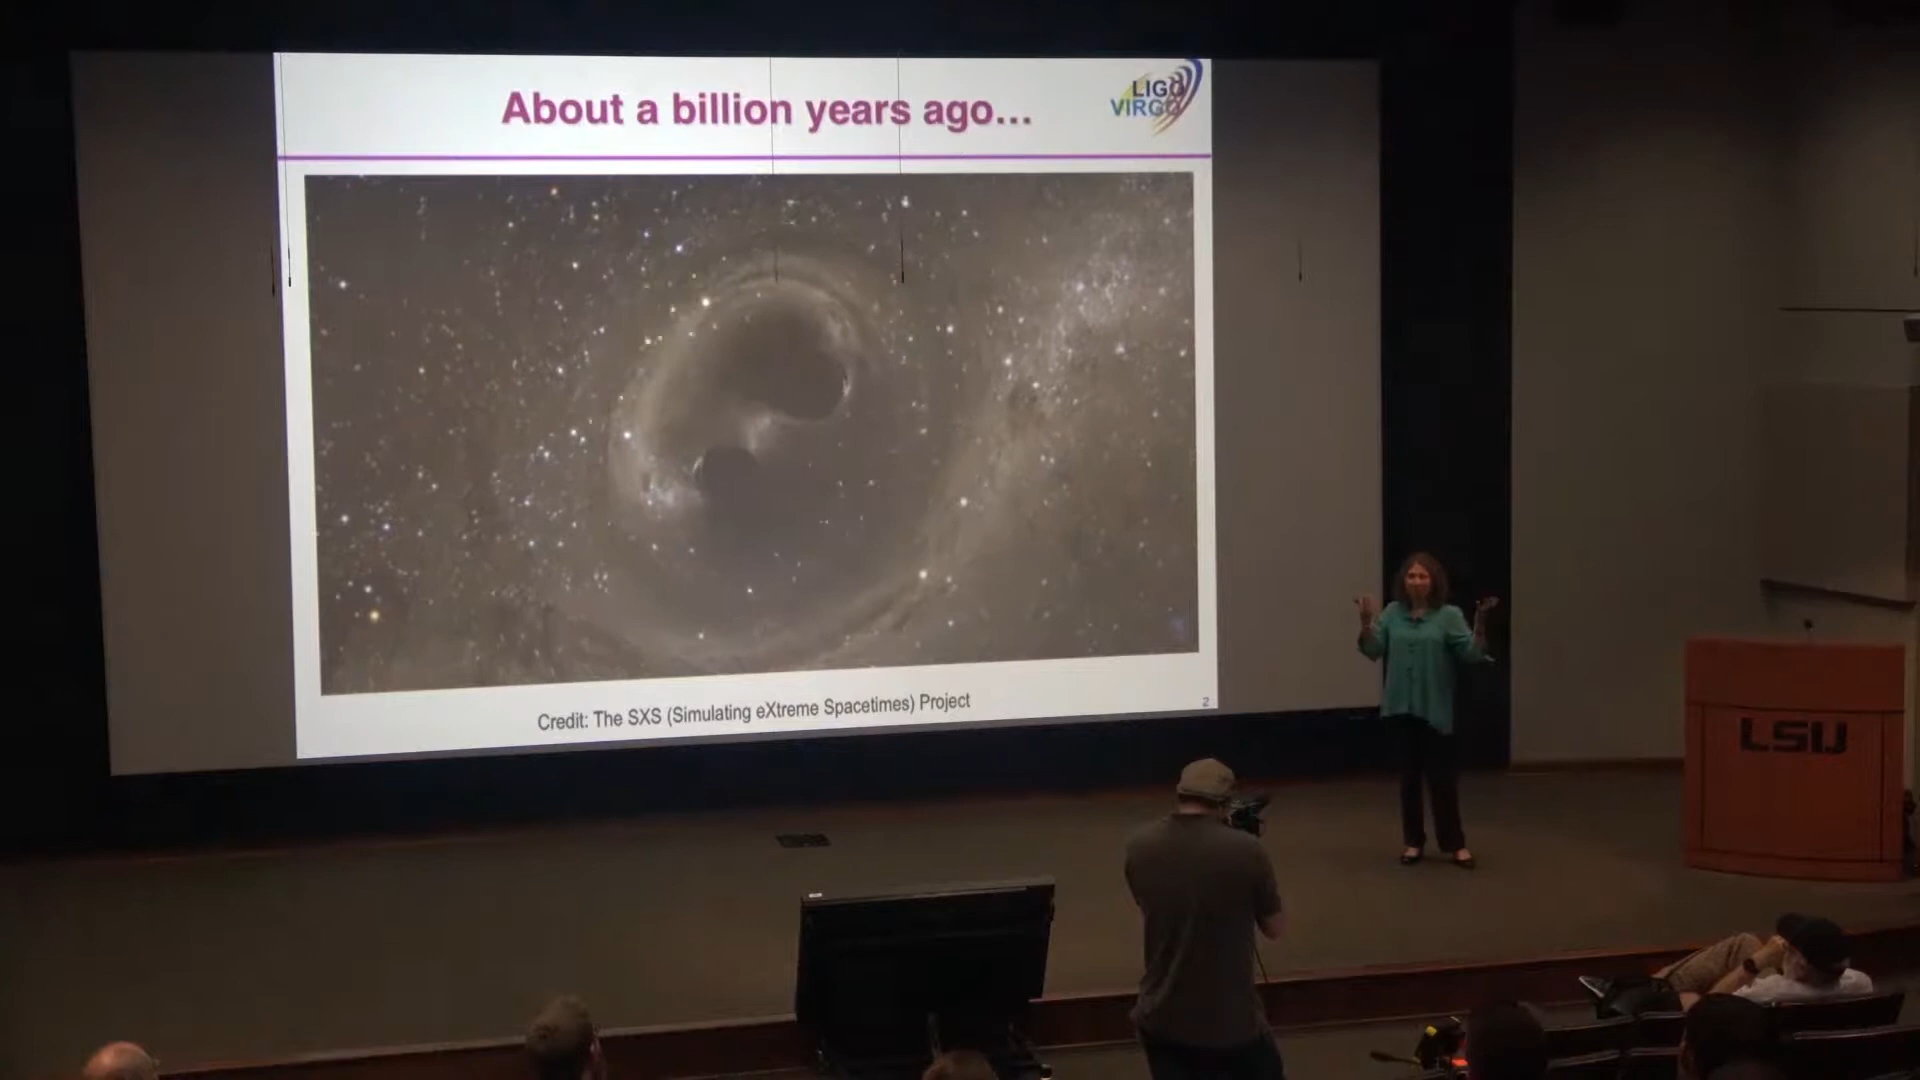 About a billion years ago...
LIGO
VIRGO
Credit: The SXS (Simulating eXtreme Spacetimes) Project
2
LSU